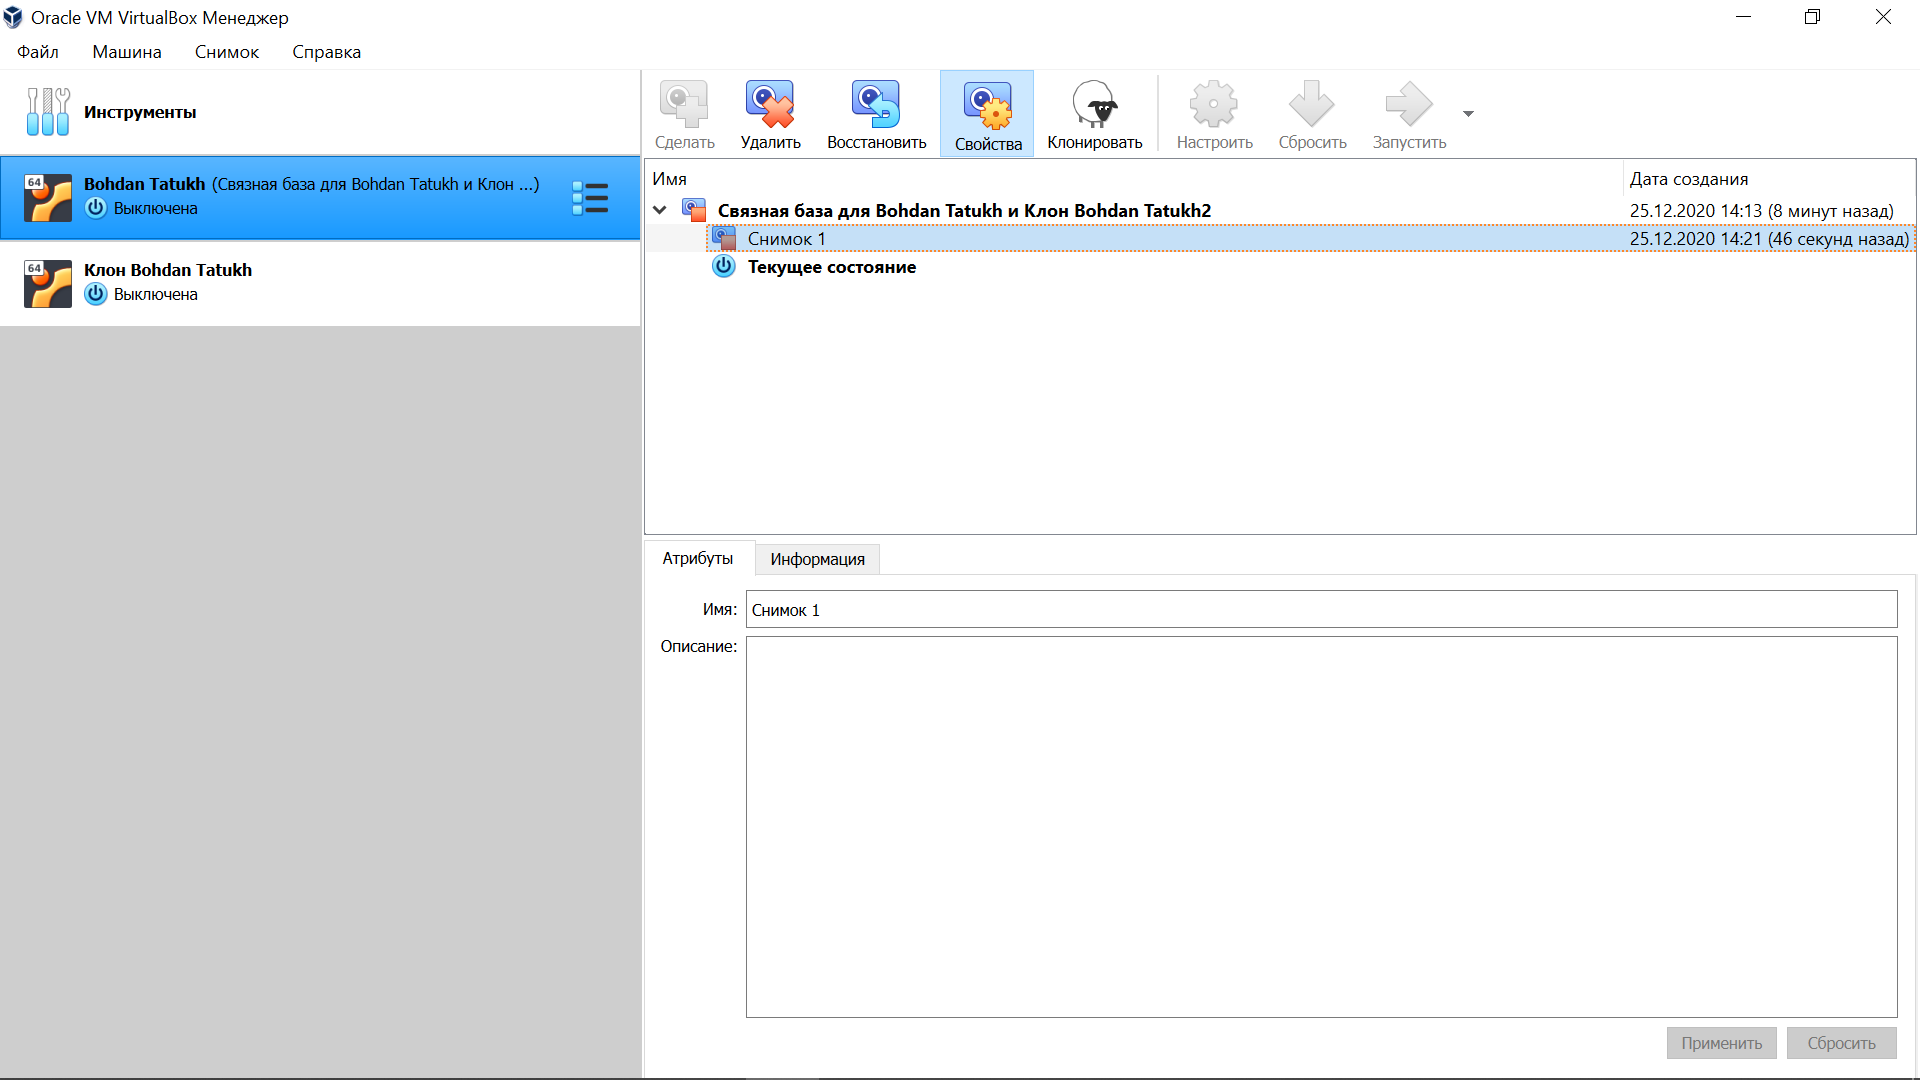 Oracle VM VirtualBox Менеджер
Файл Машина Снимок Справка
Инструменты
Сделать Удалить Восстановить Свойства Клонировать Настроить Сбросить Запустить
64
Bohdan Tatukh (Связная база для Bohdan Tatukh и Клон ...)
Выключена
64
Клон Bohdan Tatukh
Выключена
Имя Дата создания
Связная база для Bohdan Tatukh и Клон Bohdan Tatukh2 25.12.2020 14:13 (8 минут назад)
Снимок 1 25.12.2020 14:21 (46 секунд назад)
Текущее состояние
Атрибуты Информация
Имя: Снимок 1
Описание:
Применить Сбросить